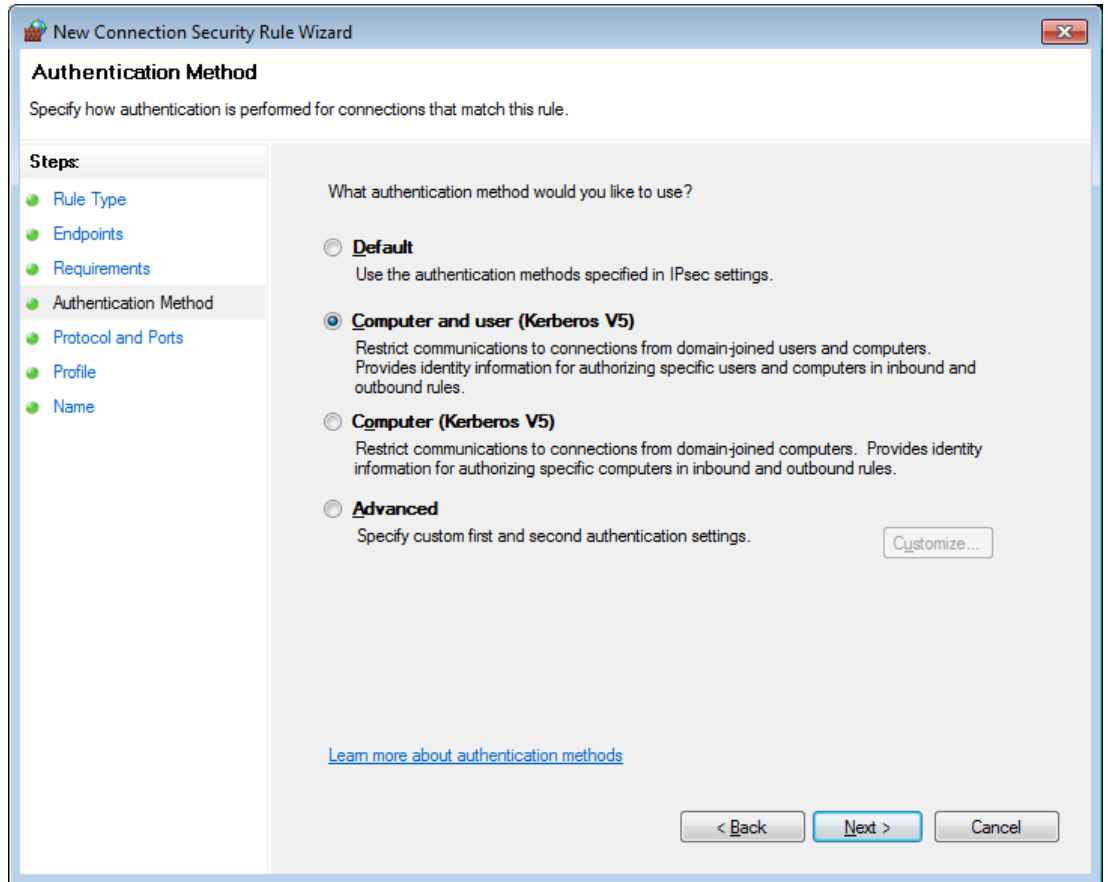 New Connection Security Rule Wizard
Authentication Method
Specify how authentication is performed for connections that match this rule.
Steps:
Rule Type
Endpoints
Requirements
Authentication Method
Protocol and Ports
Profile
Name
What authentication method would you like to use?
Default
Use the authentication methods specified in IPsec settings.
Computer and user (Kerberos V5)
Restrict communications to connections from domain-joined users and computers.
Provides identity information for authorizing specific users and computers in inbound and
outbound rules.
Computer (Kerberos V5)
Restrict communications to connections from domain-joined computers.  Provides identity
information for authorizing specific computers in inbound and outbound rules.
Advanced
Specify custom first and second authentication settings.
Customize...
Learn more about authentication methods
< Back
Next >
Cancel